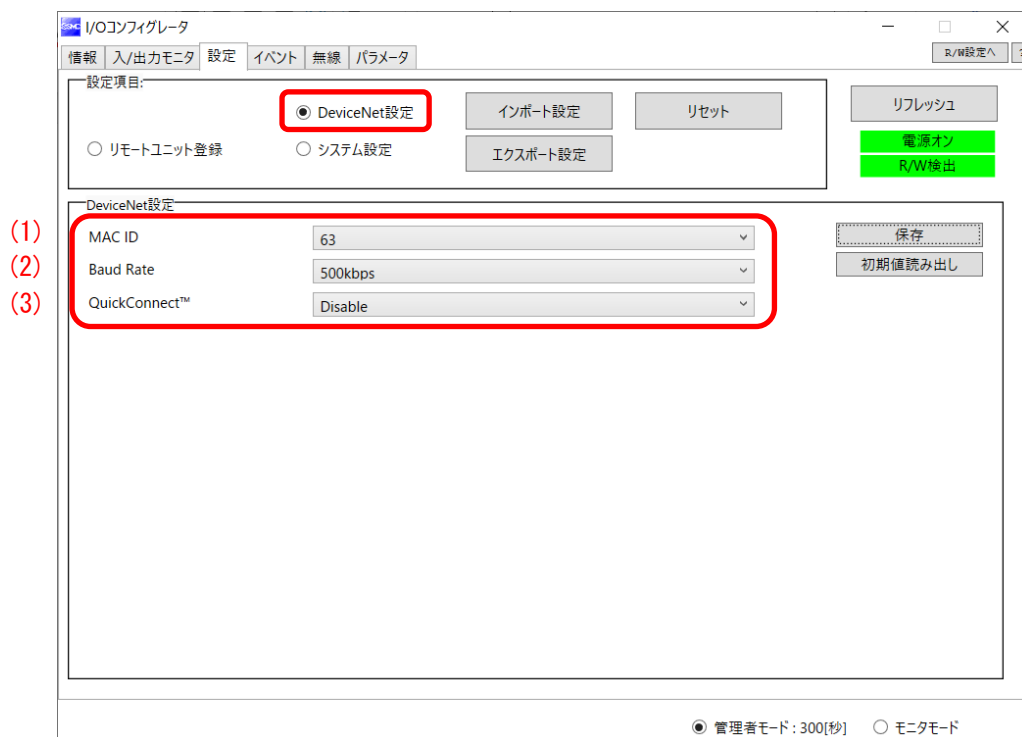 SMC I/Oコンフィグレータ
情報 入/出力モニタ 設定 イベント 無線 パラメータ R/W設定へ ?
設定項目:
DeviceNet設定 インポート設定 リセット リフレッシュ
リモートユニット登録 システム設定 エクスポート設定 電源オン
R/W検出
DeviceNet設定
(1) MAC ID 63 保存
(2) Baud Rate 500kbps 初期値読み出し
(3) QuickConnect™ Disable
管理者モード : 300[秒] モニタモード